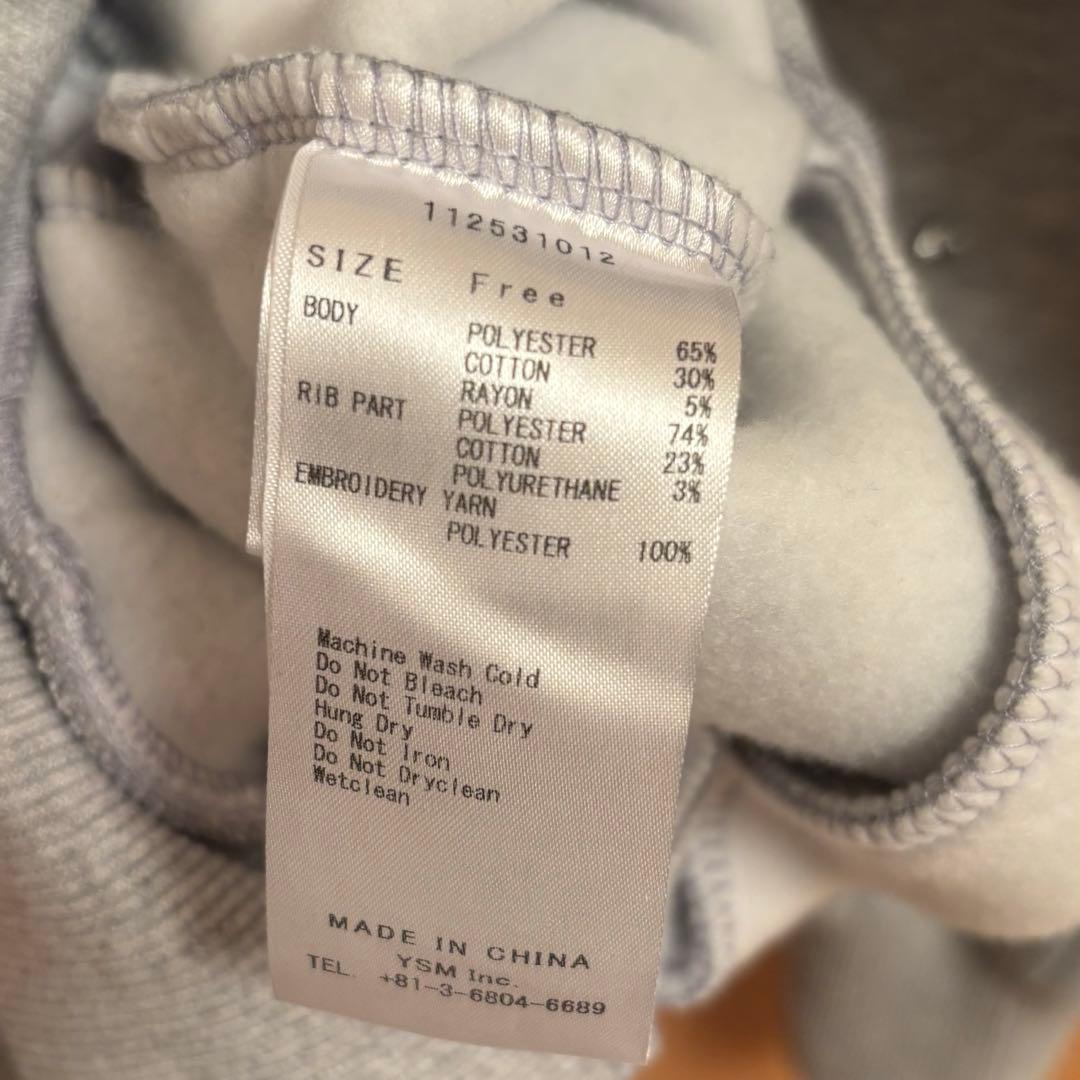 112531012
SIZE Free
BODY
POLYESTER 65%
COTTON 30%
RAYON 5%
RIB PART
POLYESTER 74%
COTTON 23%
POLYURETHANE 3%
EMBROIDERY YARN
POLYESTER 100%
Machine Wash Cold
Do Not Bleach
Do Not Tumble Dry
Hung Dry
Do Not Iron
Do Not Dryclean
Wetclean
MADE IN CHINA
YSM Inc.
TEL. +81-3-6804-6689